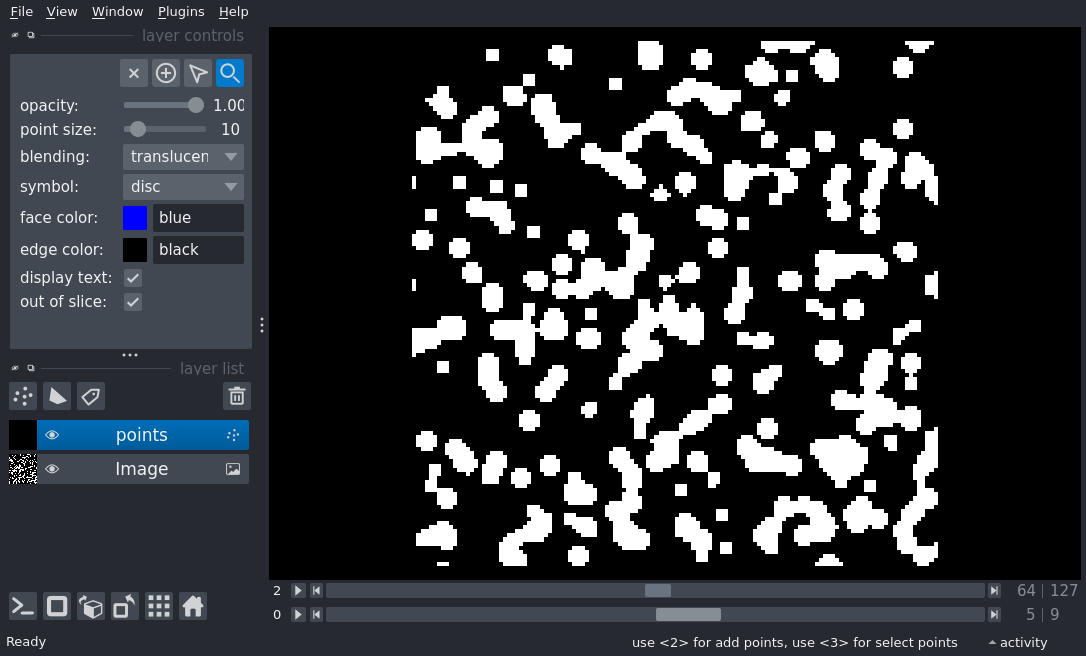 File View Window Plugins Help
layer controls
opacity: 1.00
point size: 10
blending: translucen
symbol: disc
face color: blue
edge color: black
display text:
out of slice:
layer list
points
Image
2 64 | 127
0 5 | 9
Ready use <2> for add points, use <3> for select points activity